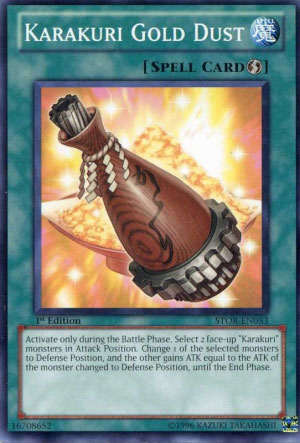 KARAKURI GOLD DUST
魔
[SPELL CARD]
1st Edition
STOR-EN053
Activate only during the Battle Phase. Select 2 face-up "Karakuri"
monsters in Attack Position. Change 1 of the selected monsters
to Defense Position, and the other gains ATK equal to the ATK of
the monster changed to Defense Position, until the End Phase.
16708652
©1996 KAZUKI TAKAHASHI